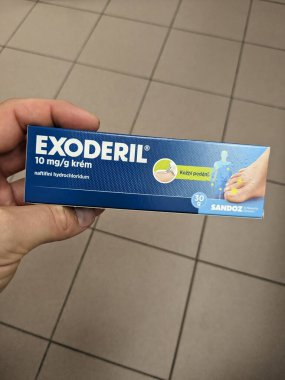 EXODERIL®
10 mg/g krém
naftifini hydrochloridum
Kožní podání
30
g
SANDOZ